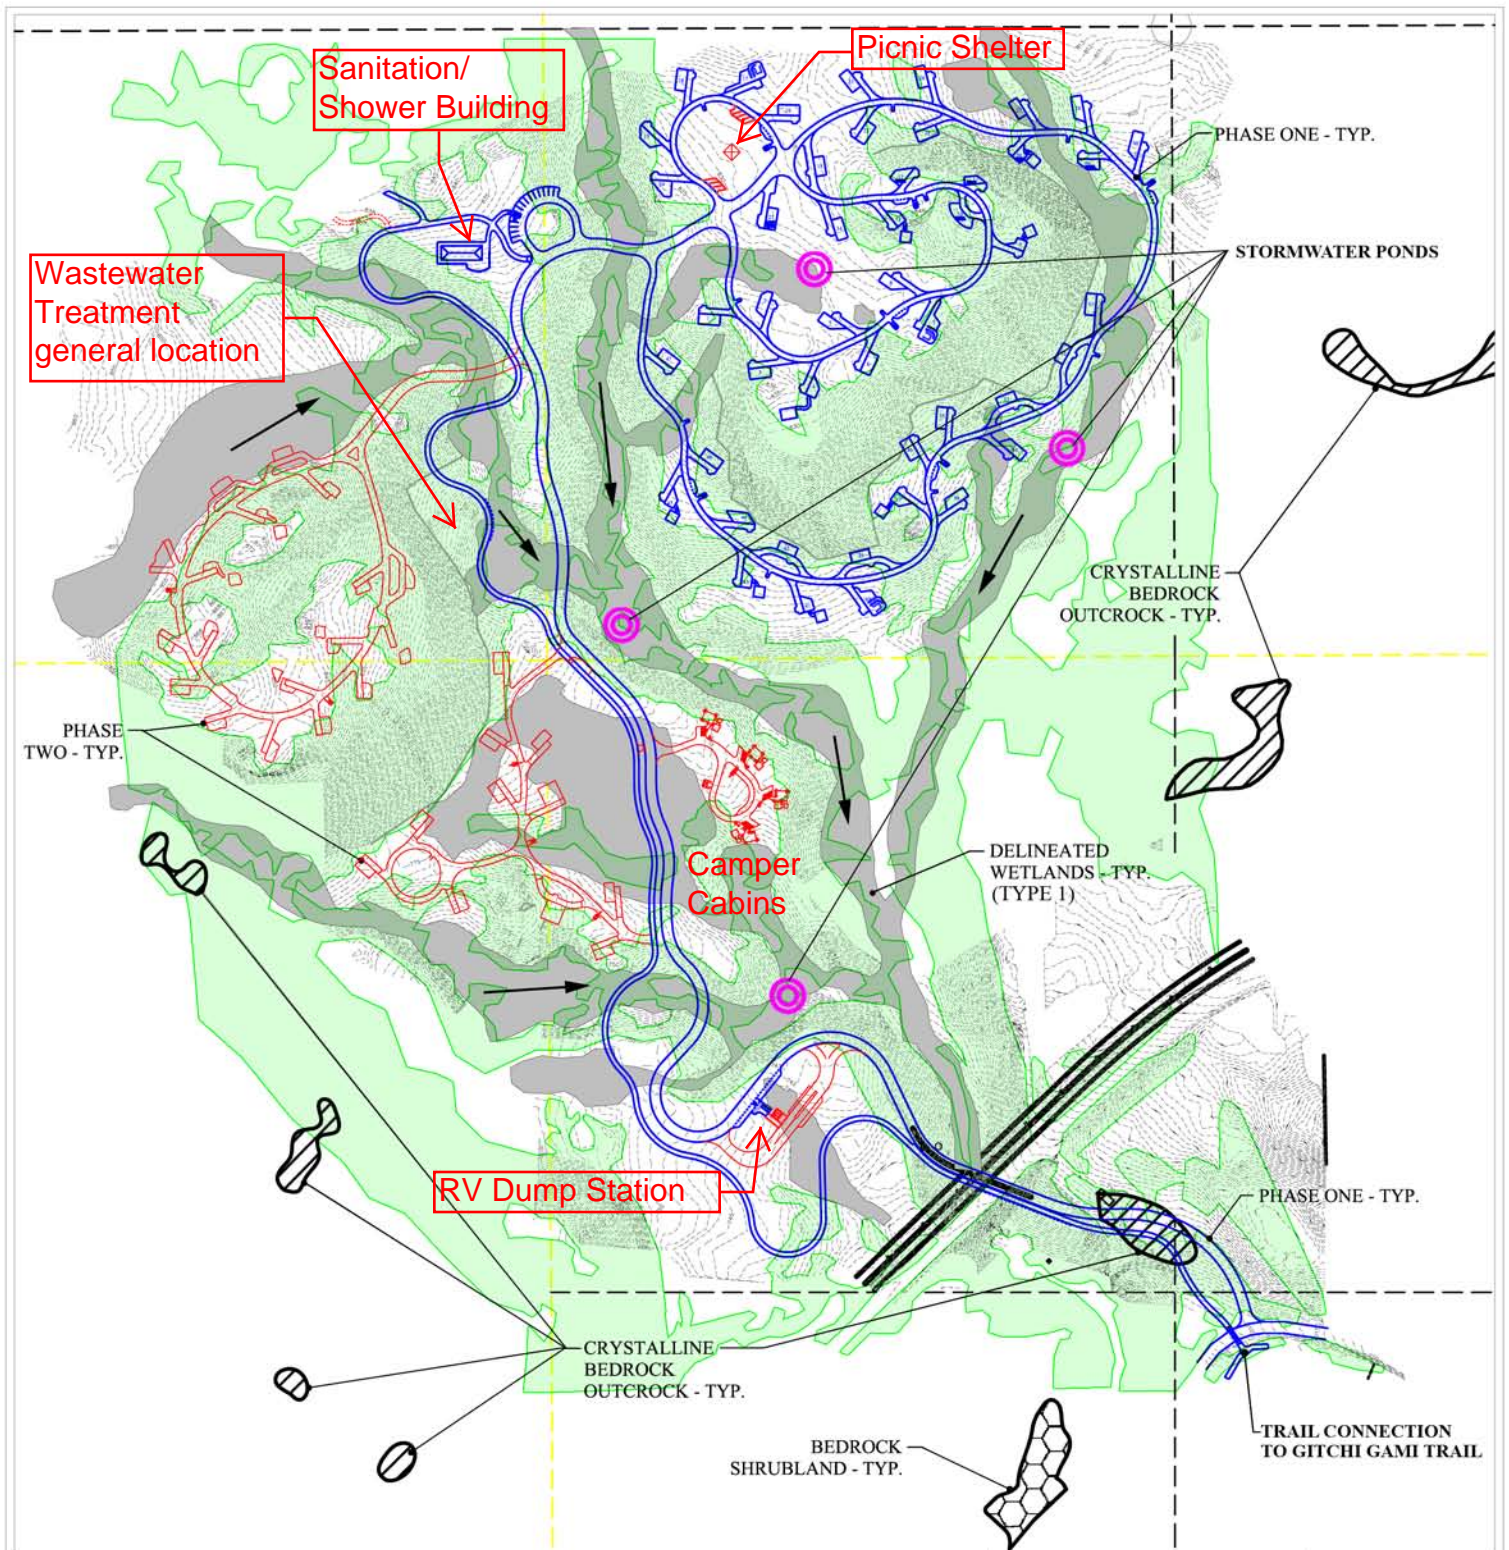 Picnic Shelter
Sanitation/
Shower Building
PHASE ONE - TYP.
STORMWATER PONDS
Wastewater
Treatment
general location
CRYSTALLINE
BEDROCK
OUTCROCK - TYP.
PHASE
TWO - TYP.
Camper
Cabins
DELINEATED
WETLANDS - TYP.
(TYPE 1)
RV Dump Station
PHASE ONE - TYP.
CRYSTALLINE
BEDROCK
OUTCROCK - TYP.
TRAIL CONNECTION
TO GITCHI GAMI TRAIL
BEDROCK
SHRUBLAND - TYP.